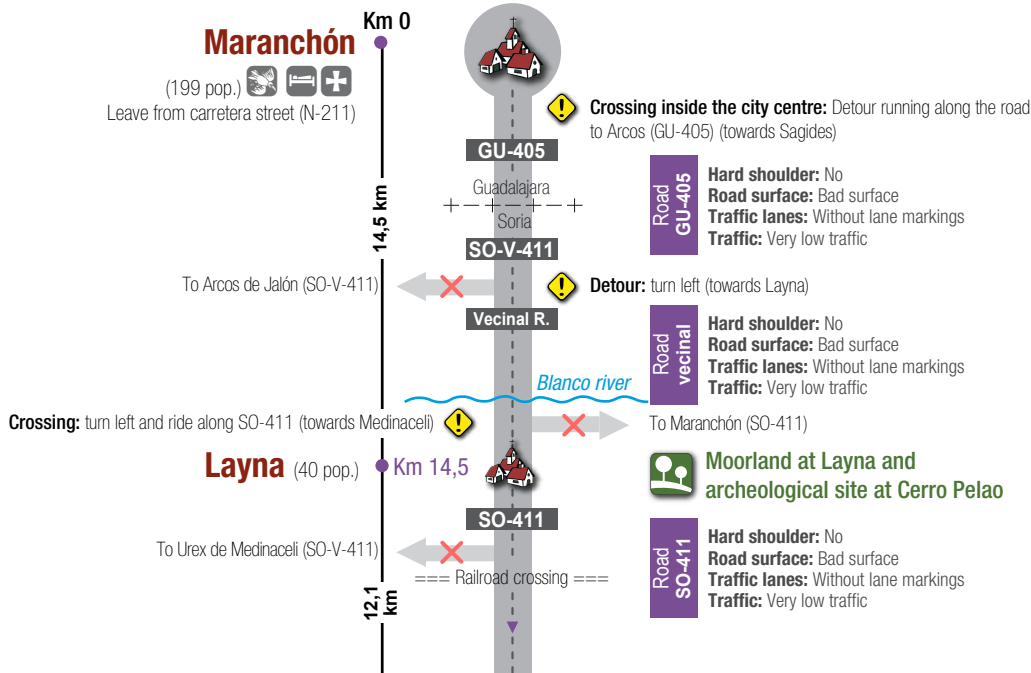 Km 0
Maranchón
(199 pop.)
Leave from carretera street (N-211)
Crossing inside the city centre: Detour running along the road
to Arcos (GU-405) (towards Sagides)
GU-405
Road
GU-405
Hard shoulder: No
Road surface: Bad surface
Traffic lanes: Without lane markings
Traffic: Very low traffic
Guadalajara
Soria
14,5 km
SO-V-411
To Arcos de Jalón (SO-V-411)
Detour: turn left (towards Layna)
Vecinal R.
Road
vecinal
Hard shoulder: No
Road surface: Bad surface
Traffic lanes: Without lane markings
Traffic: Very low traffic
Blanco river
Crossing: turn left and ride along SO-411 (towards Medinaceli)
To Maranchón (SO-411)
Layna (40 pop.)
Km 14,5
Moorland at Layna and
archeological site at Cerro Pelao
SO-411
Road
SO-411
Hard shoulder: No
Road surface: Bad surface
Traffic lanes: Without lane markings
Traffic: Very low traffic
To Urex de Medinaceli (SO-V-411)
=== Railroad crossing ===
12,1
km